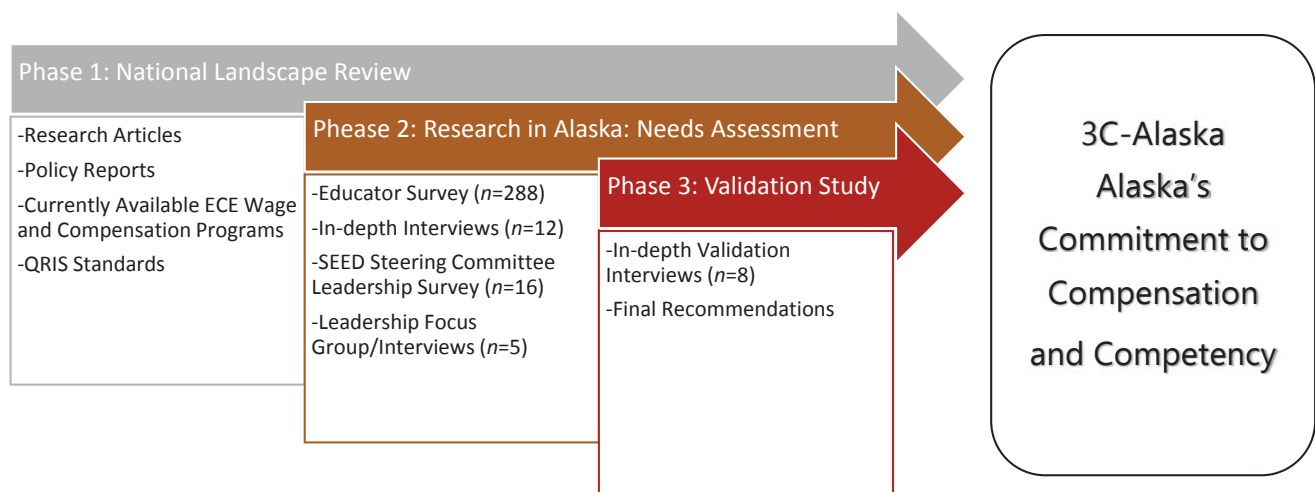 Phase 1: National Landscape Review
-Research Articles
-Policy Reports
-Currently Available ECE Wage
and Compensation Programs
-QRIS Standards
Phease 2: Research in Alaska: Needs Assessment
-Educator Survey (n=288)
-In-depth Interviews (n=12)
-SEED Steering Committee
Leadership Survey (n=16)
-Leadership Focus
Group/Interviews (n=5)
Phase 3: Validation Study
-In-depth Validation
Interviews (n=8)
-Final Recommendations
3C-Alaska
Alaska’s
Commitment to
Compensation
and Competency